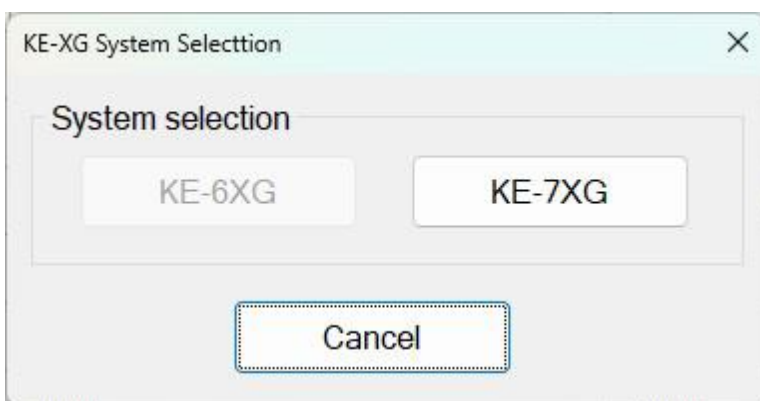 KE-XG System Selecttion
System selection
KE-6XG KE-7XG
Cancel